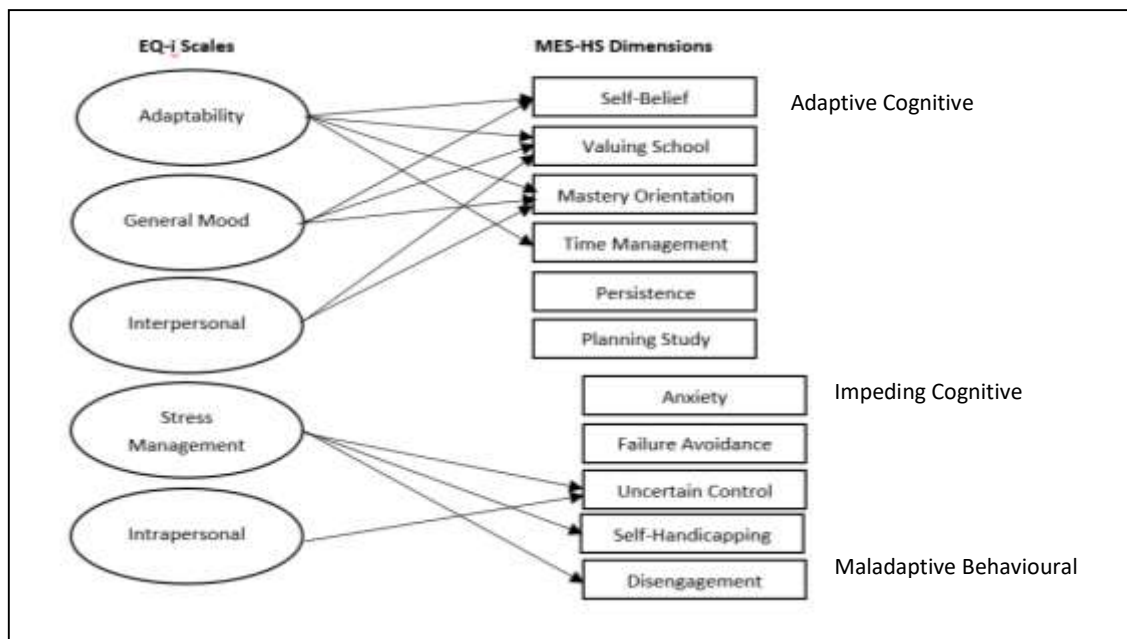 EQ-i Scales
MES-HS Dimensions
Adaptability
General Mood
Interpersonal
Stress
Management
Intrapersonal
Self-Belief
Valuing School
Mastery Orientation
Time Management
Persistence
Planning Study
Anxiety
Failure Avoidance
Uncertain Control
Self-Handicapping
Disengagement
Adaptive Cognitive
Impeding Cognitive
Maladaptive Behavioural